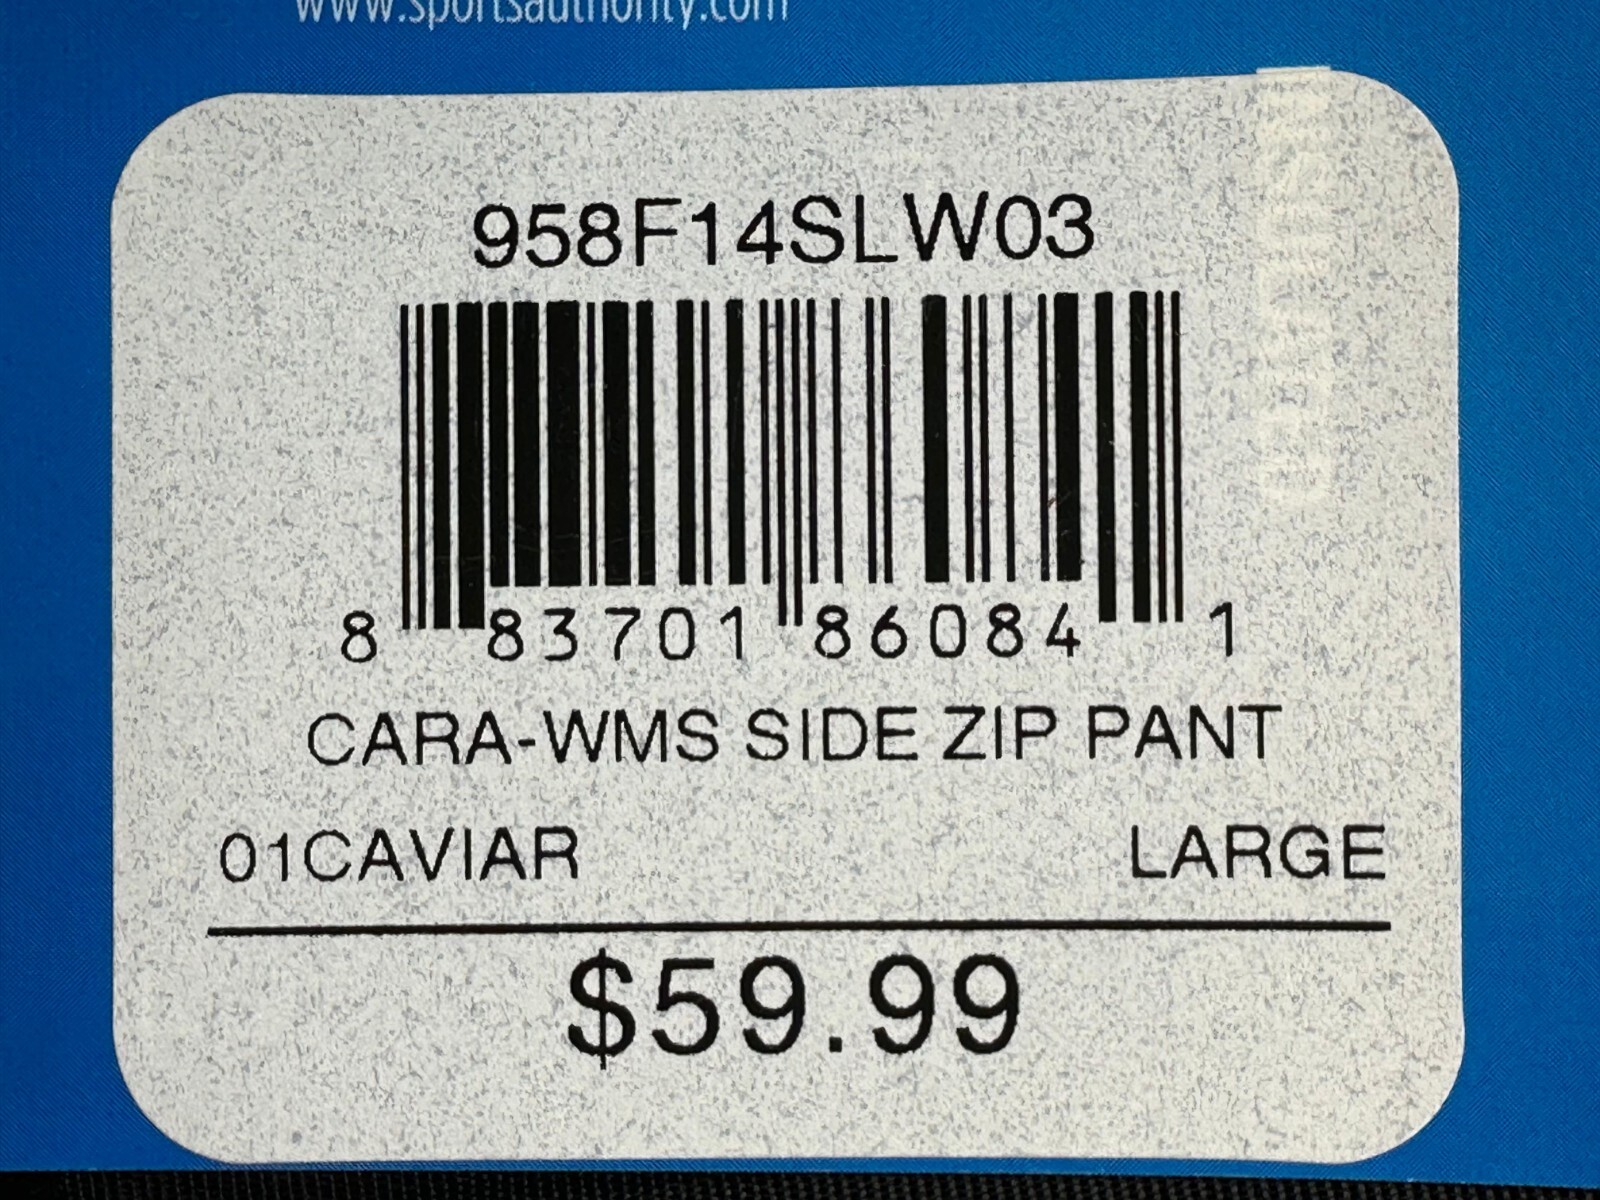 www.sportsauthority.com
958F14SLW03
8 83701 86084 1
CARA-WMS SIDE ZIP PANT
01CAVIAR LARGE
$59.99